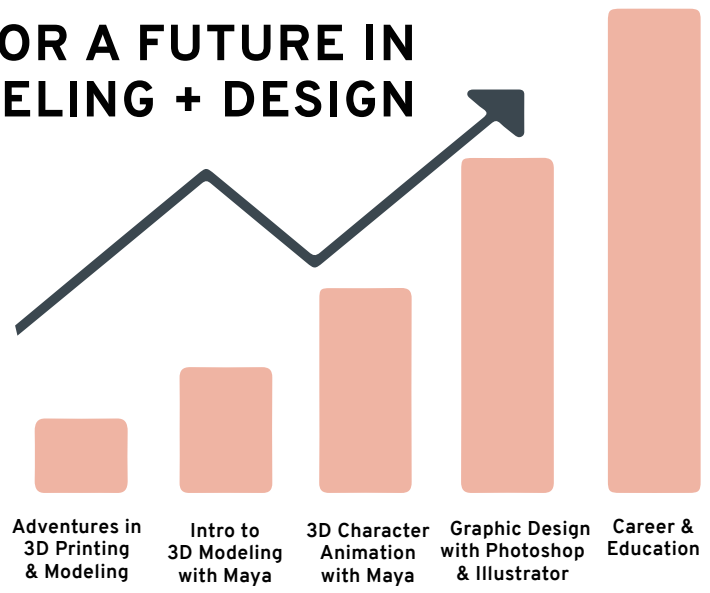 OR A FUTURE IN
ELING + DESIGN
Adventures in
3D Printing
& Modeling
Intro to
3D Modeling
with Maya
3D Character
Animation
with Maya
Graphic Design
with Photoshop
& Illustrator
Career &
Education